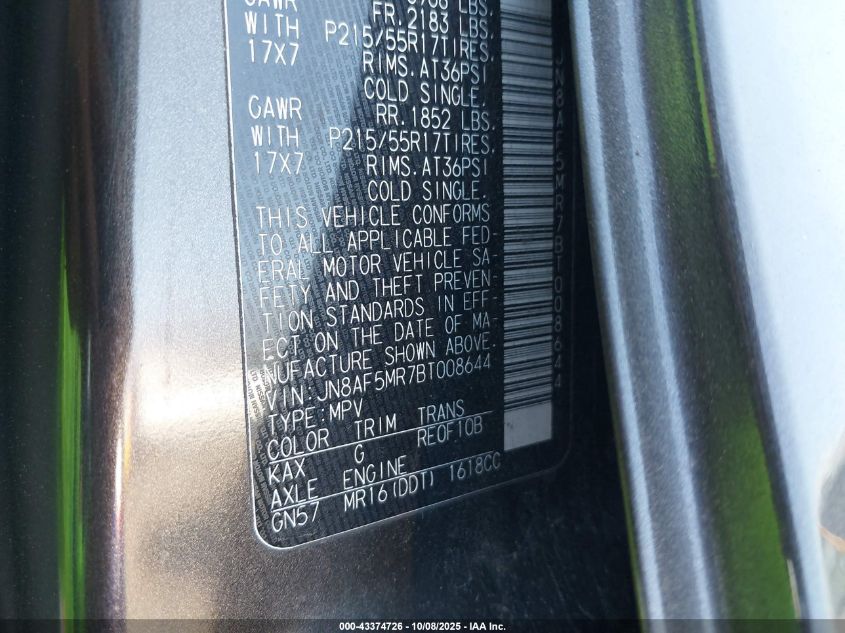 GAWR
FR. 2183 LBS.
WITH P215/55R17TIRES.
17X7 RIMS. AT36PSI
COLD SINGLE.
GAWR RR. 1852 LBS.
WITH P215/55R17TIRES.
17X7 RIMS. AT36PSI
COLD SINGLE.
THIS VEHICLE CONFORMS
TO ALL APPLICABLE FED-
ERAL MOTOR VEHICLE SA-
FETY AND THEFT PREVEN-
TION STANDARDS IN EFF-
ECT ON THE DATE OF MA-
NUFACTURE SHOWN ABOVE.
VIN:JN8AF5MR7BT008644
TYPE:MPV
COLOR TRIM TRANS
KAX G RE0F10B
AXLE ENGINE
GN57 MR16(DDT) 1618CC
JN8AF5MR7BT008644
000-43374726 - 10/08/2025 - IAA Inc.